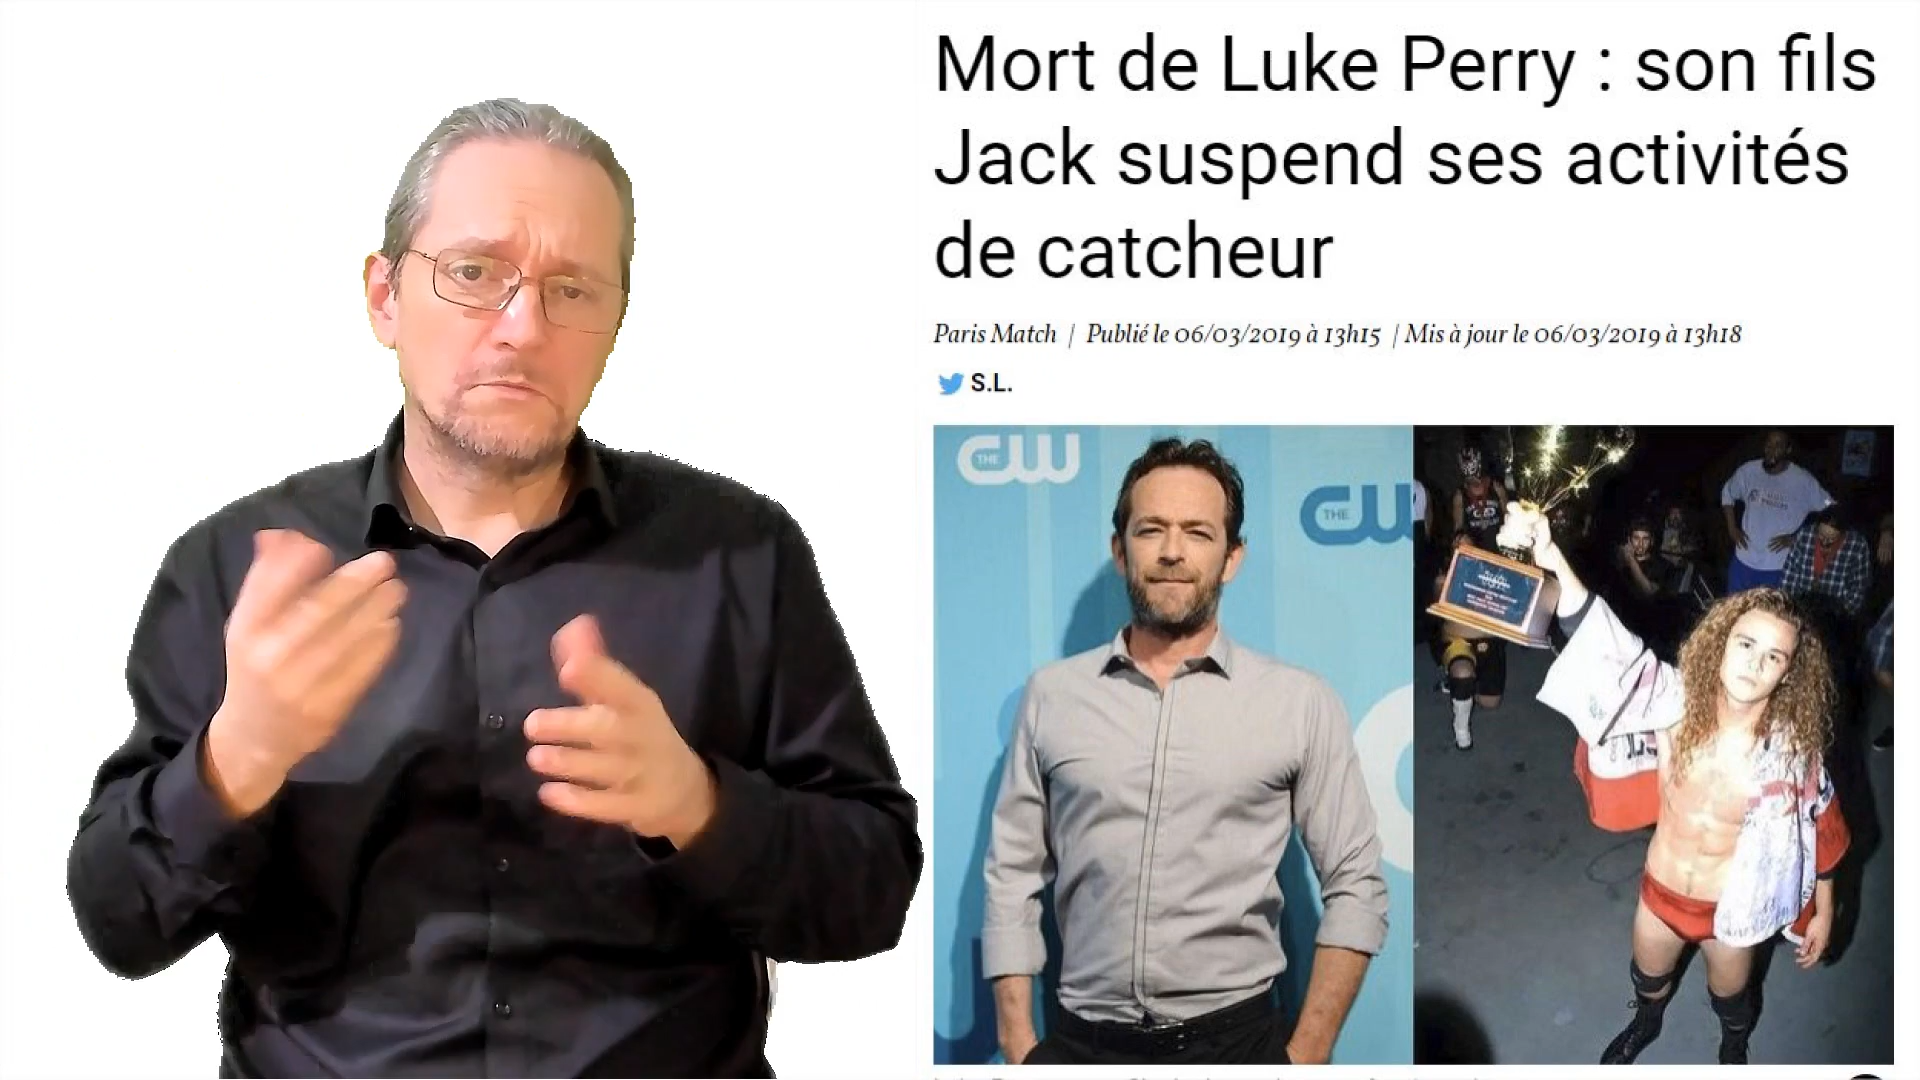 Mort de Luke Perry : son fils
Jack suspend ses activités
de catcheur
Paris Match | Publié le 06/03/2019 à 13h15 | Mis à jour le 06/03/2019 à 13h18
S.L.
THE CW
THE CW